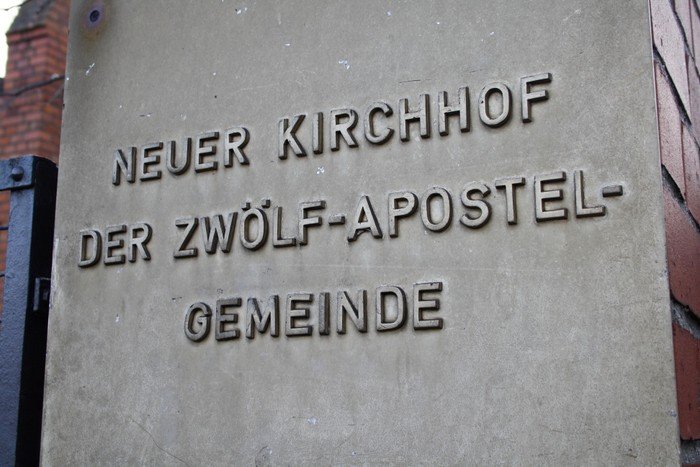 NEUER KIRCHHOF
DER ZWÖLF-APOSTEL-
GEMEINDE